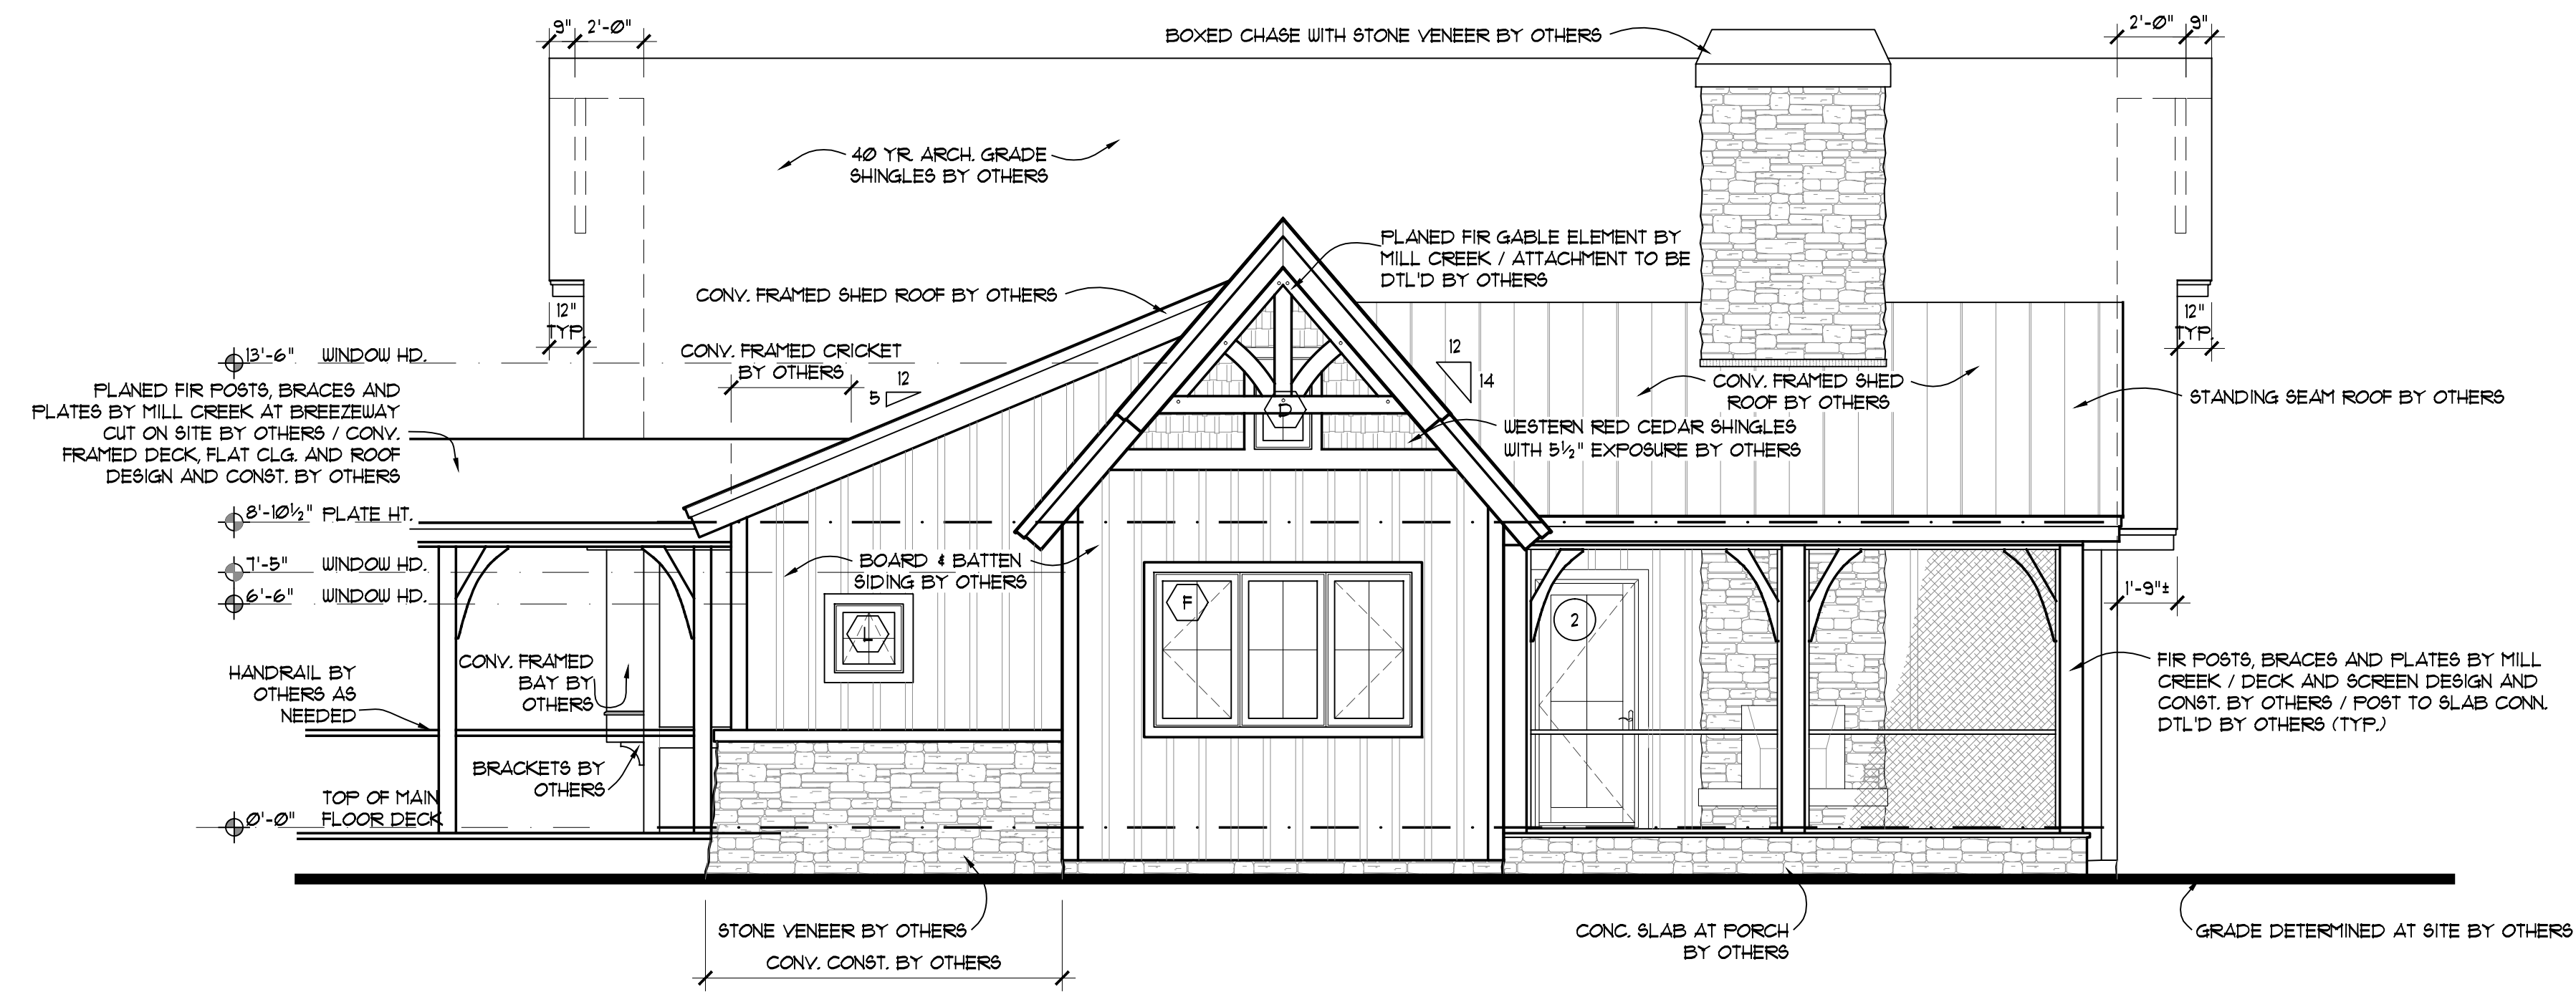 9" 2'-0"
BOXED CHASE WITH STONE VENEER BY OTHERS
2'-0" 9"
40 YR. ARCH. GRADE
SHINGLES BY OTHERS
PLANED FIR GABLE ELEMENT BY
MILL CREEK / ATTACHMENT TO BE
DTL'D BY OTHERS
CONV. FRAMED SHED ROOF BY OTHERS
12"
TYP.
12"
TYP.
13'-6" WINDOW HD.
CONV. FRAMED CRICKET
BY OTHERS
12
5
12
14
CONV. FRAMED SHED
ROOF BY OTHERS
STANDING SEAM ROOF BY OTHERS
PLANED FIR POSTS, BRACES AND
PLATES BY MILL CREEK AT BREEZEWAY
CUT ON SITE BY OTHERS / CONV.
FRAMED DECK, FLAT CLG. AND ROOF
DESIGN AND CONST. BY OTHERS
D
WESTERN RED CEDAR SHINGLES
WITH 5½" EXPOSURE BY OTHERS
8'-10½" PLATE HT.
7'-5" WINDOW HD.
6'-6" WINDOW HD.
BOARD & BATTEN
SIDING BY OTHERS
L
F
2
1'-9"±
HANDRAIL BY
OTHERS AS
NEEDED
CONV. FRAMED
BAY BY
OTHERS
FIR POSTS, BRACES AND PLATES BY MILL
CREEK / DECK AND SCREEN DESIGN AND
CONST. BY OTHERS / POST TO SLAB CONN.
DTL'D BY OTHERS (TYP.)
BRACKETS BY
OTHERS
0'-0" TOP OF MAIN
FLOOR DECK
STONE VENEER BY OTHERS
CONV. CONST. BY OTHERS
CONC. SLAB AT PORCH
BY OTHERS
GRADE DETERMINED AT SITE BY OTHERS